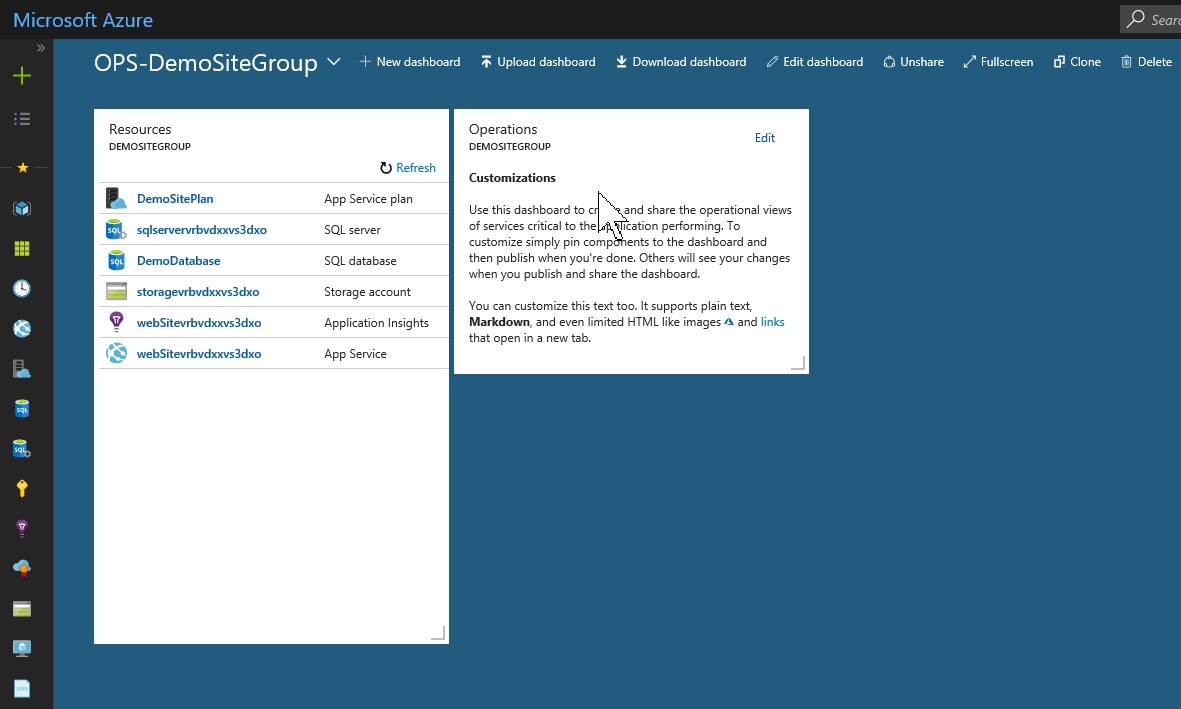 Microsoft Azure
OPS-DemoSiteGroup
New dashboard
Upload dashboard
Download dashboard
Edit dashboard
Unshare
Fullscreen
Clone
Delete
Resources
DEMOSITEGROUP
Refresh
DemoSitePlan App Service plan
SQL sqlservervrbvdxxvs3dxo SQL server
SQL DemoDatabase SQL database
storagevrbvdxxvs3dxo Storage account
webSitevrbvdxxvs3dxo Application Insights
webSitevrbvdxxvs3dxo App Service
Operations
DEMOSITEGROUP
Edit
Customizations
Use this dashboard to and share the operational views
of services critical to the performing. To
customize simply pin components to the dashboard and
then publish when you're done. Others will see your changes
when you publish and share the dashboard.
You can customize this text too. It supports plain text,
Markdown, and even limited HTML like images and links
that open in a new tab.
SQL
SQL